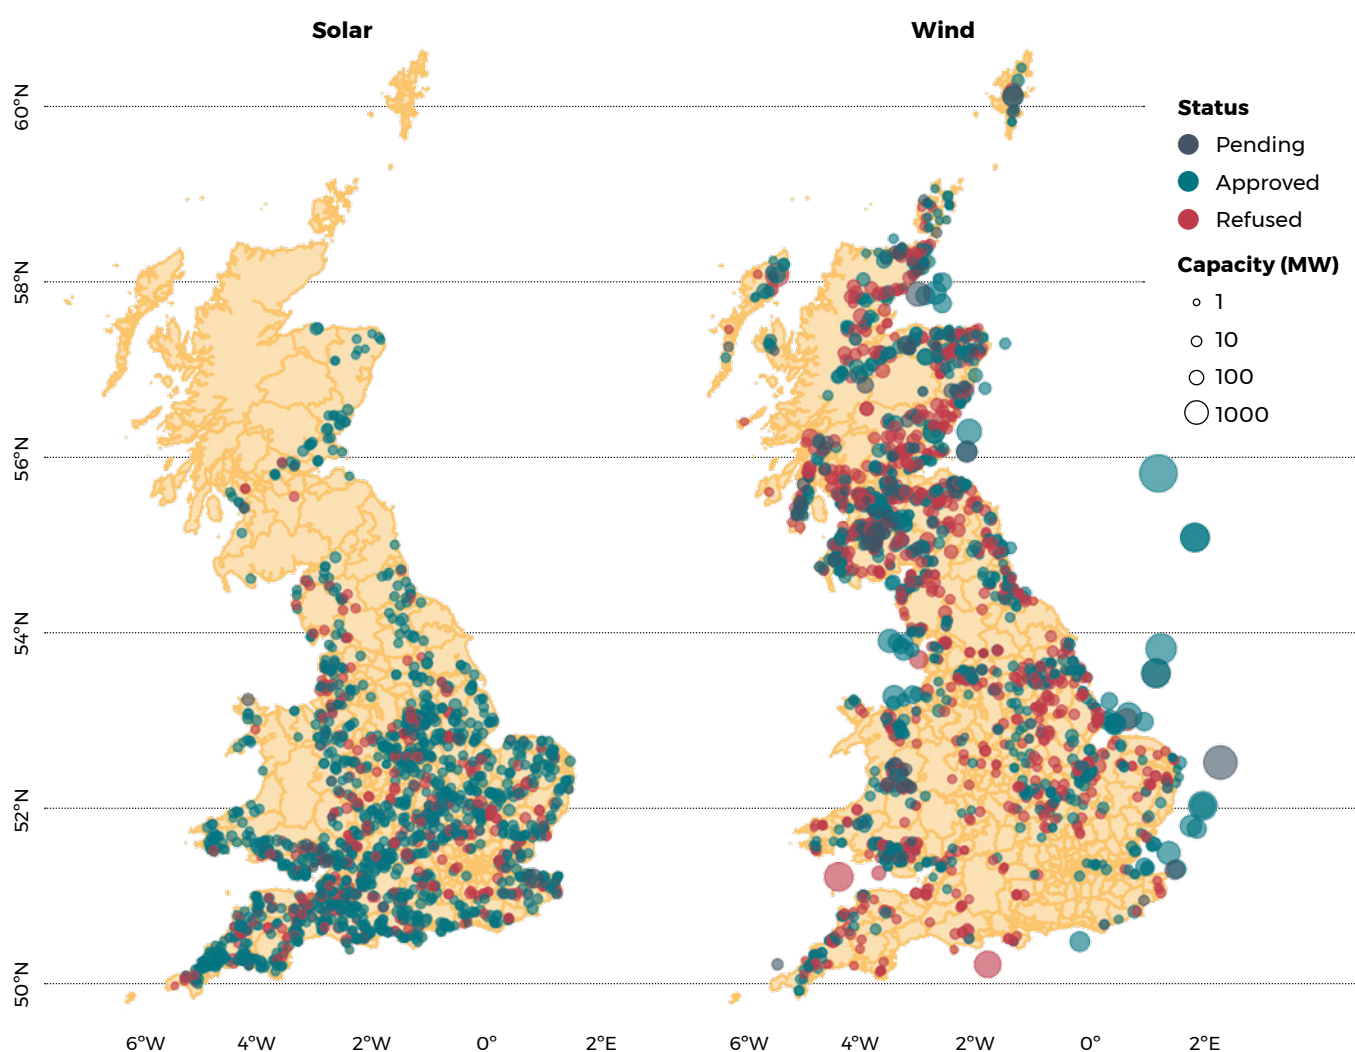 Solar
Wind
60°N
58°N
56°N
54°N
52°N
50°N
6°W 4°W 2°W 0° 2°E
6°W 4°W 2°W 0° 2°E
Status
Pending
Approved
Refused
Capacity (MW)
1
10
100
1000